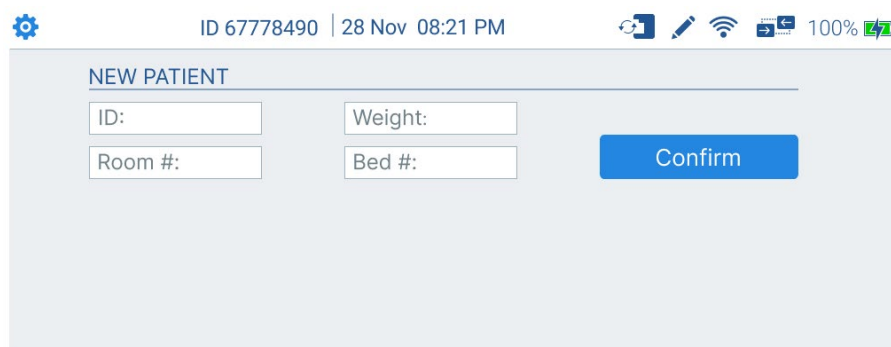 ID 67778490 28 Nov 08:21 PM 100%
NEW PATIENT
ID: Weight:
Room #: Bed #:
Confirm